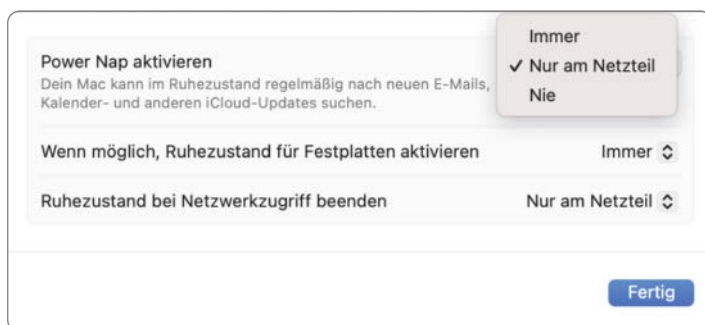 Immer
Power Nap aktivieren
✓ Nur am Netzteil
Dein Mac kann im Ruhezustand regelmäßig nach neuen E-Mails,
Nie
Kalender- und anderen iCloud-Updates suchen.
Wenn möglich, Ruhezustand für Festplatten aktivieren Immer
Ruhezustand bei Netzwerkzugriff beenden Nur am Netzteil
Fertig